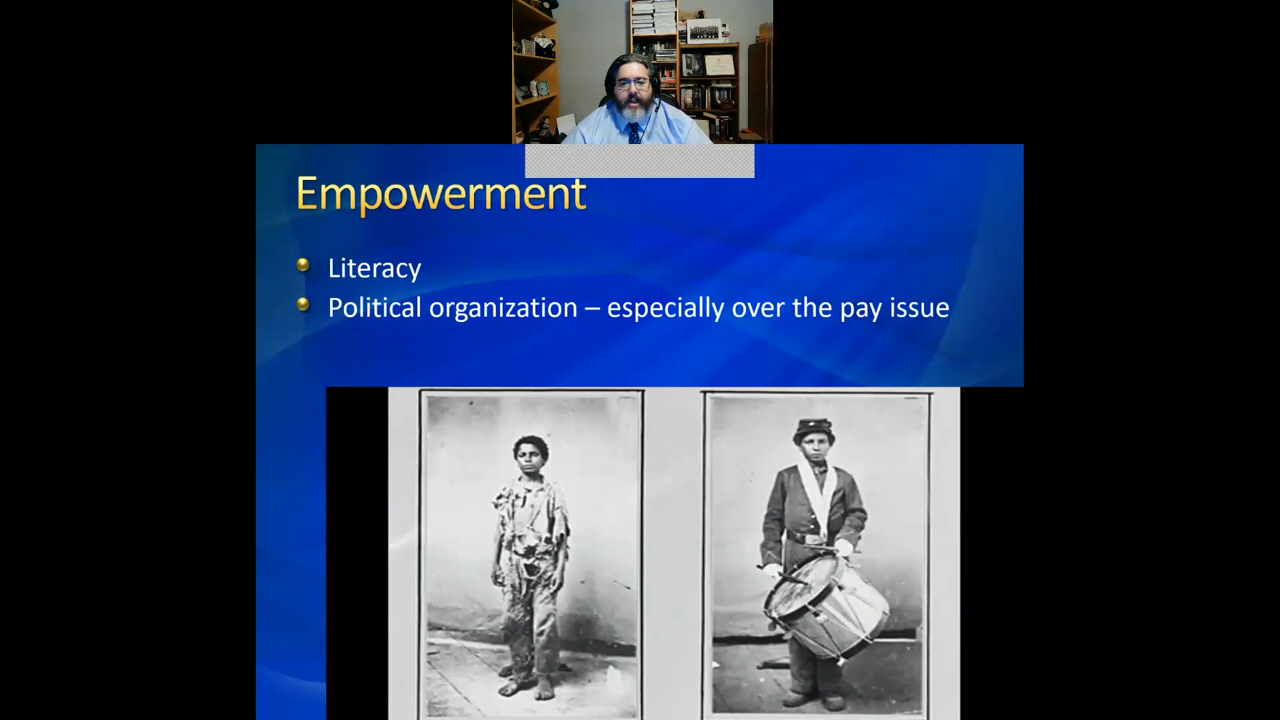 Empowerment
Literacy
Political organization – especially over the pay issue